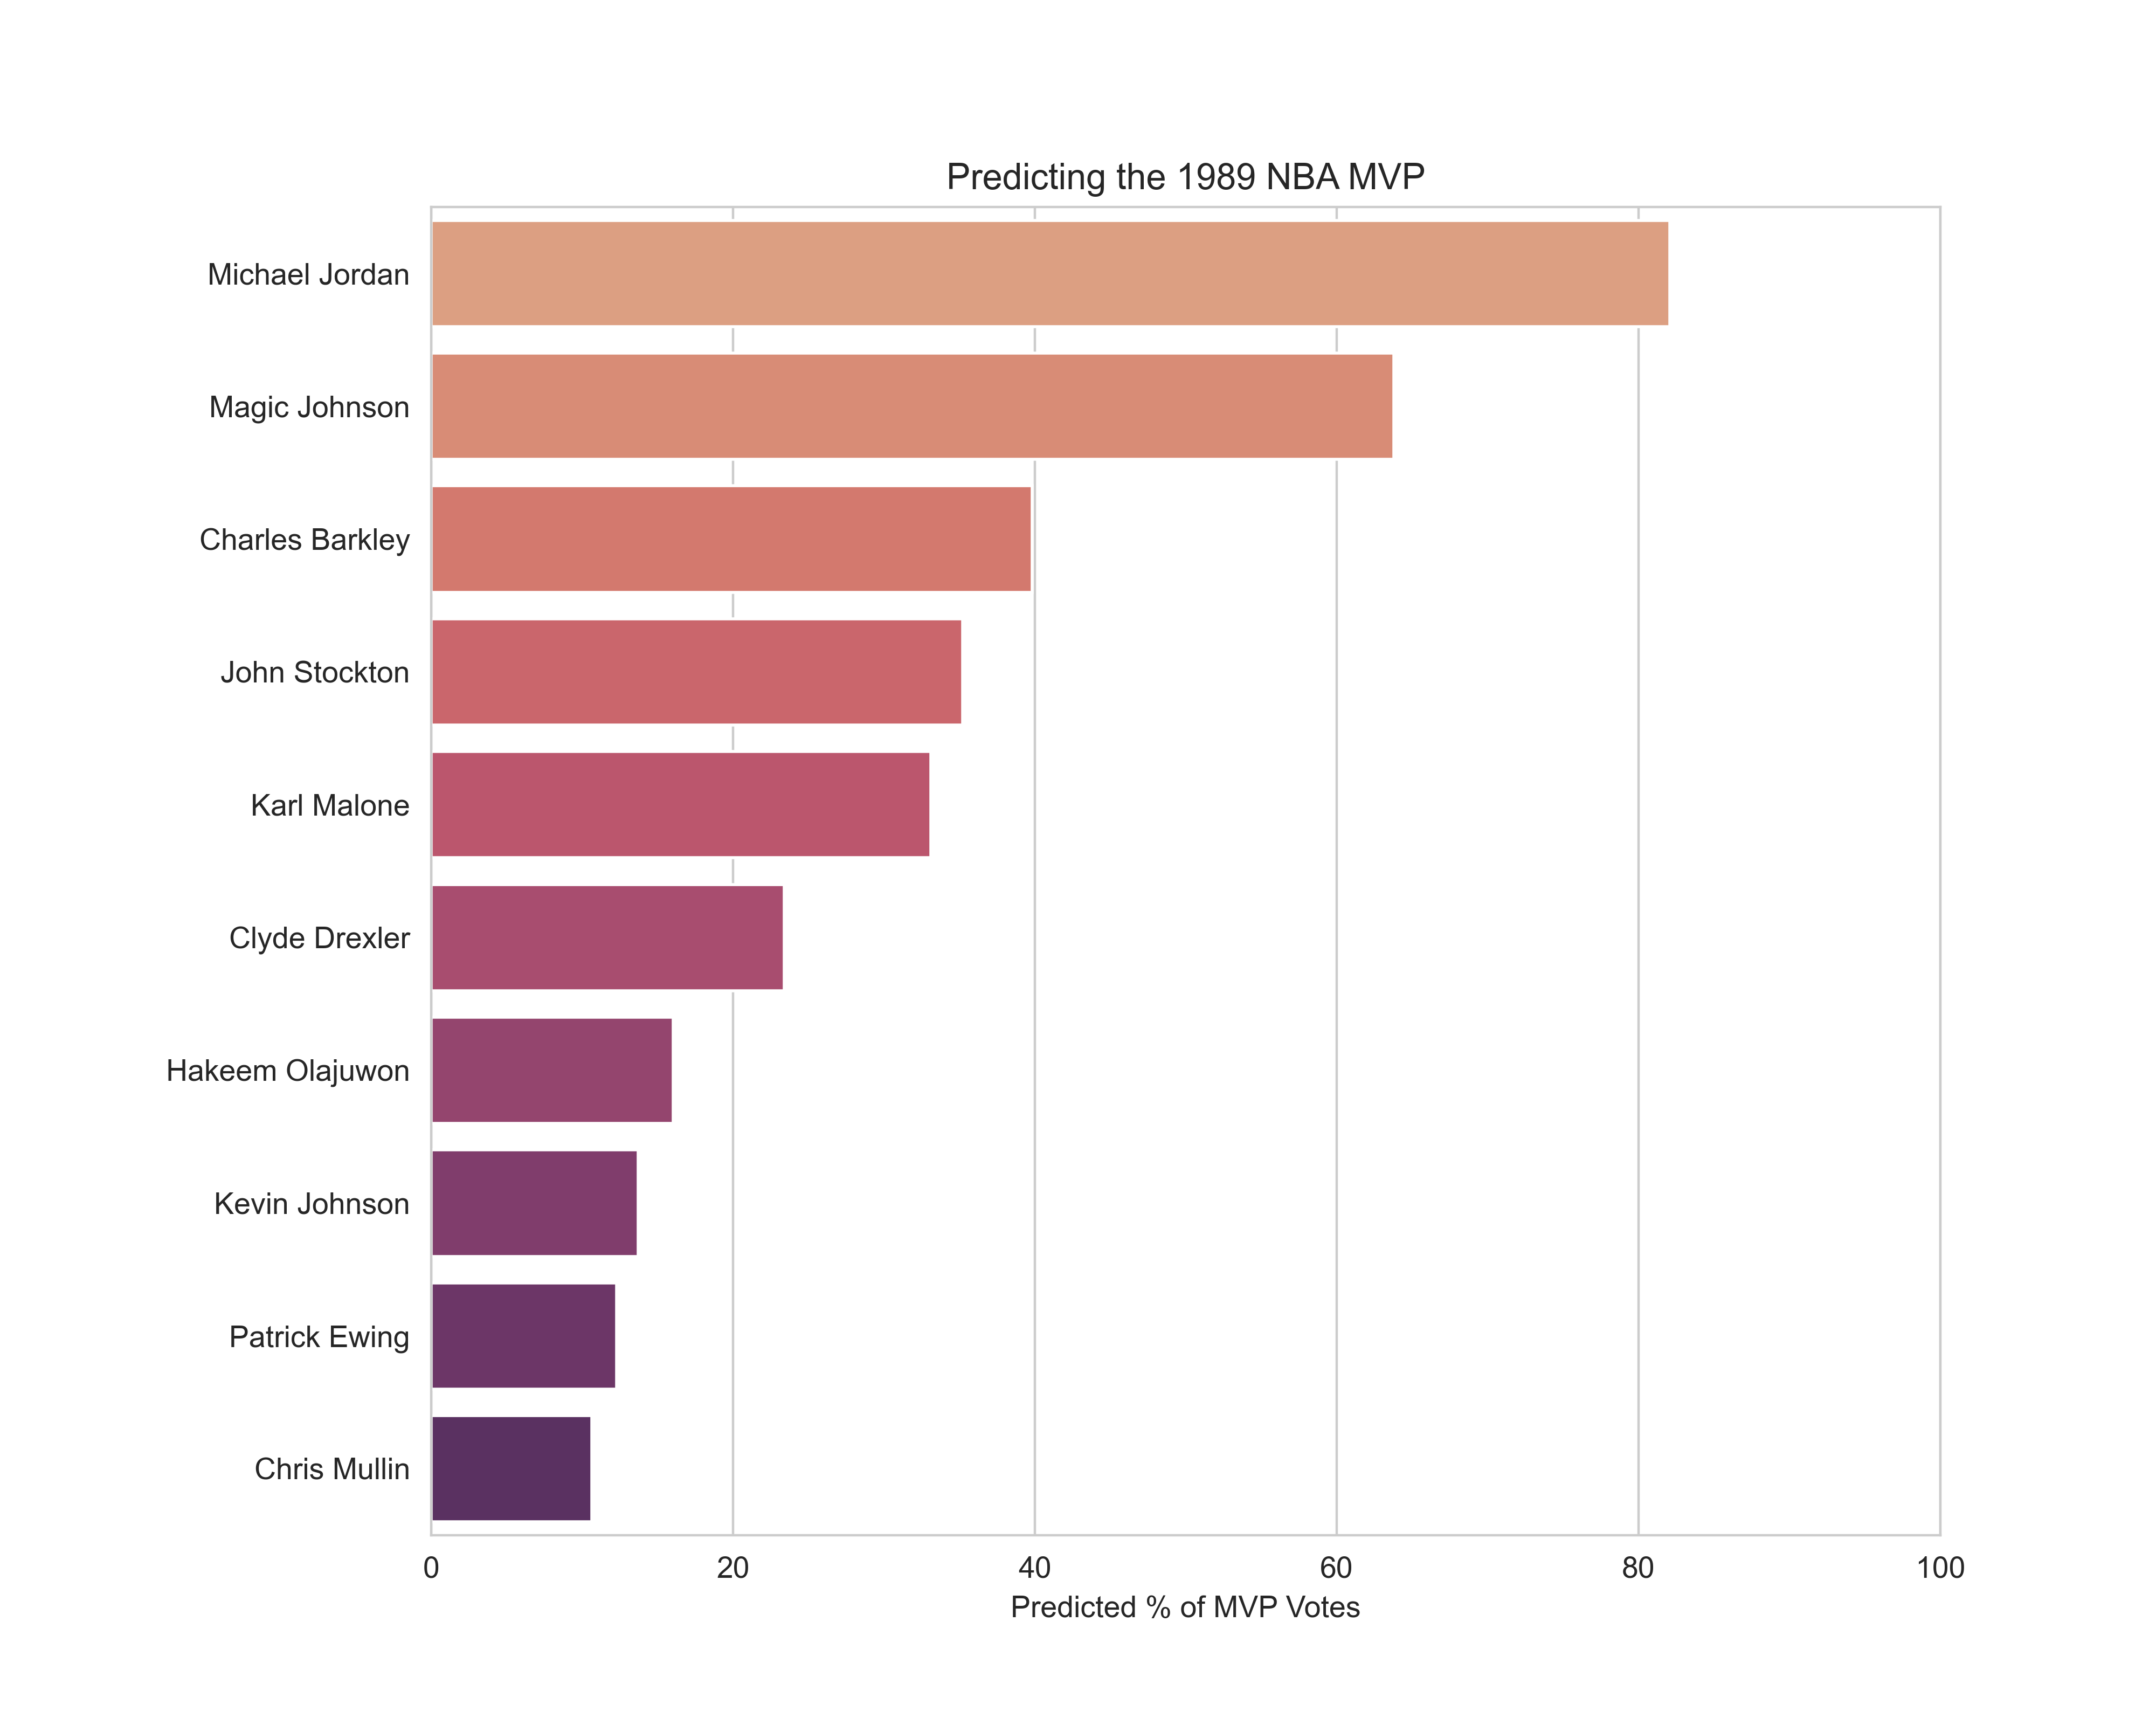 Predicting the 1989 NBA MVP
Michael Jordan
Magic Johnson
Charles Barkley
John Stockton
Karl Malone
Clyde Drexler
Hakeem Olajuwon
Kevin Johnson
Patrick Ewing
Chris Mullin
0 20 40 60 80 100
Predicted % of MVP Votes